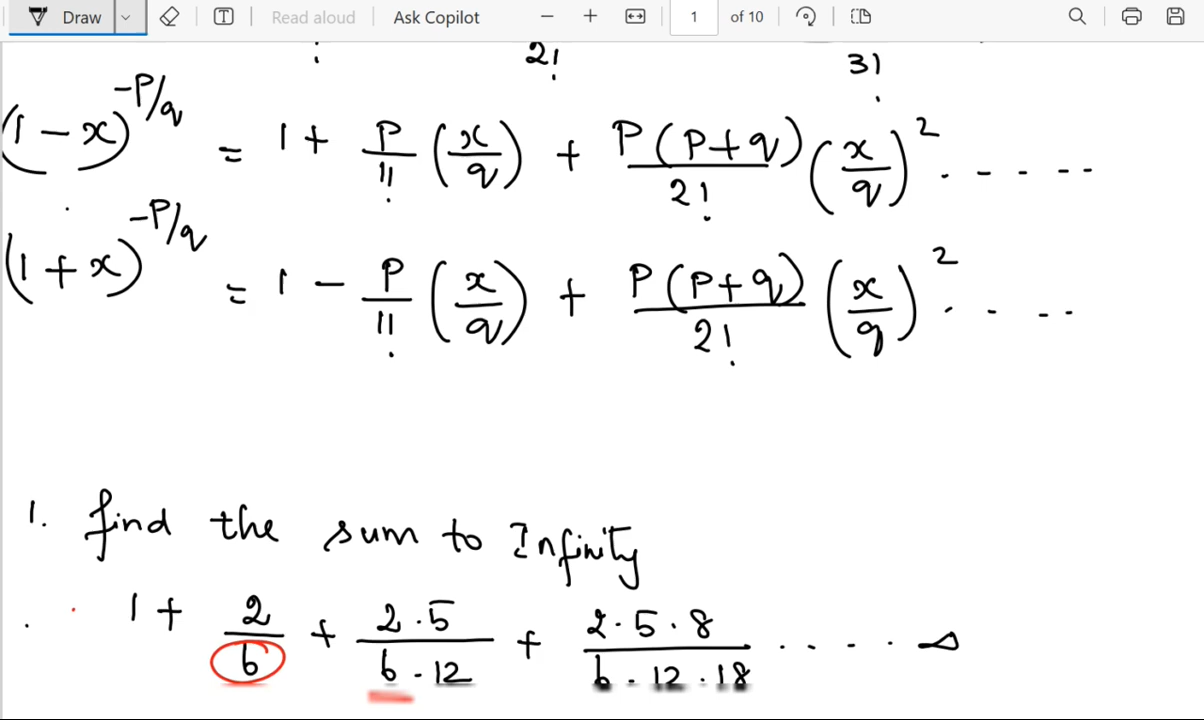 Draw Read aloud Ask Copilot 1 of 10
! 2! 3!
(1 - x)^-P/q = 1 + P/1! (x/q) + P(P+q)/2! (x/q)^2 . - - - - -
(1 + x)^-P/q = 1 - P/1! (x/q) + P(P+q)/2! (x/q)^2 . . - -
1. find the sum to Infinity
1 + 2/6 + 2·5/6·12 + 2·5·8/6·12·18 . . . . ∞